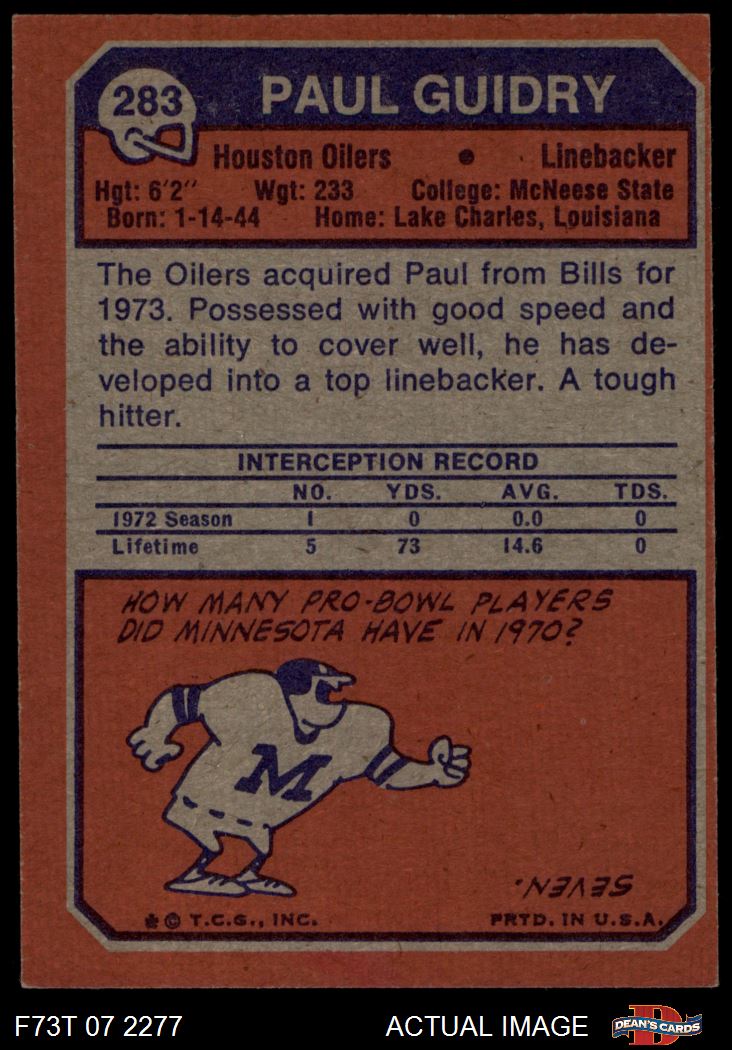 283
PAUL GUIDRY
Houston Oilers • Linebacker
Hgt: 6'2" Wgt: 233 College: McNeese State
Born: 1-14-44 Home: Lake Charles, Louisiana
The Oilers acquired Paul from Bills for
1973. Possessed with good speed and
the ability to cover well, he has de-
veloped into a top linebacker. A tough
hitter.
INTERCEPTION RECORD
NO. YDS. AVG. TDS.
1972 Season 1 0 0.0 0
Lifetime 5 73 14.6 0
HOW MANY PRO-BOWL PLAYERS
DID MINNESOTA HAVE IN 1970?
M
SEVEN.
* © T.C.G., INC. PRTD. IN U.S.A.
F73T 07 2277 ACTUAL IMAGE D DEAN'S CARDS